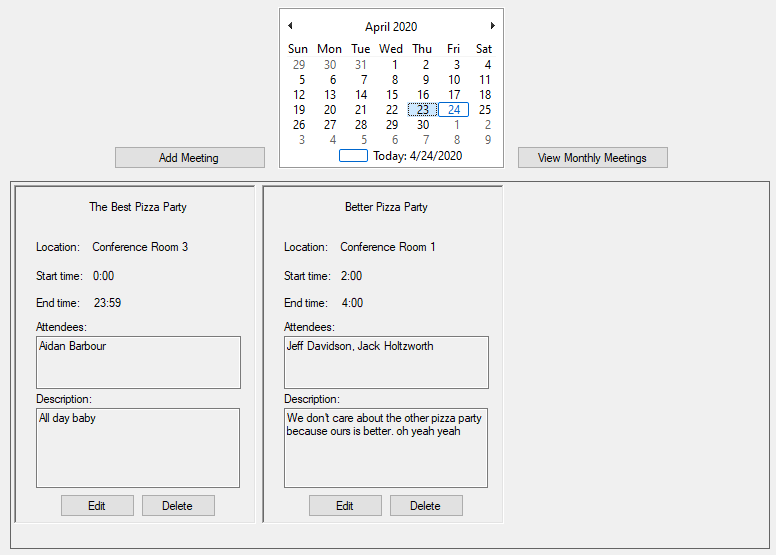 April 2020
Sun Mon Tue Wed Thu Fri Sat
29 30 31 1 2 3 4
5 6 7 8 9 10 11
12 13 14 15 16 17 18
19 20 21 22 23 24 25
26 27 28 29 30 1 2
3 4 5 6 7 8 9
Today: 4/24/2020
Add Meeting
View Monthly Meetings
The Best Pizza Party
Location: Conference Room 3
Start time: 0:00
End time: 23:59
Attendees:
Aidan Barbour
Description:
All day baby
Edit Delete
Better Pizza Party
Location: Conference Room 1
Start time: 2:00
End time: 4:00
Attendees:
Jeff Davidson, Jack Holtzworth
Description:
We don't care about the other pizza party
because ours is better. oh yeah yeah
Edit Delete